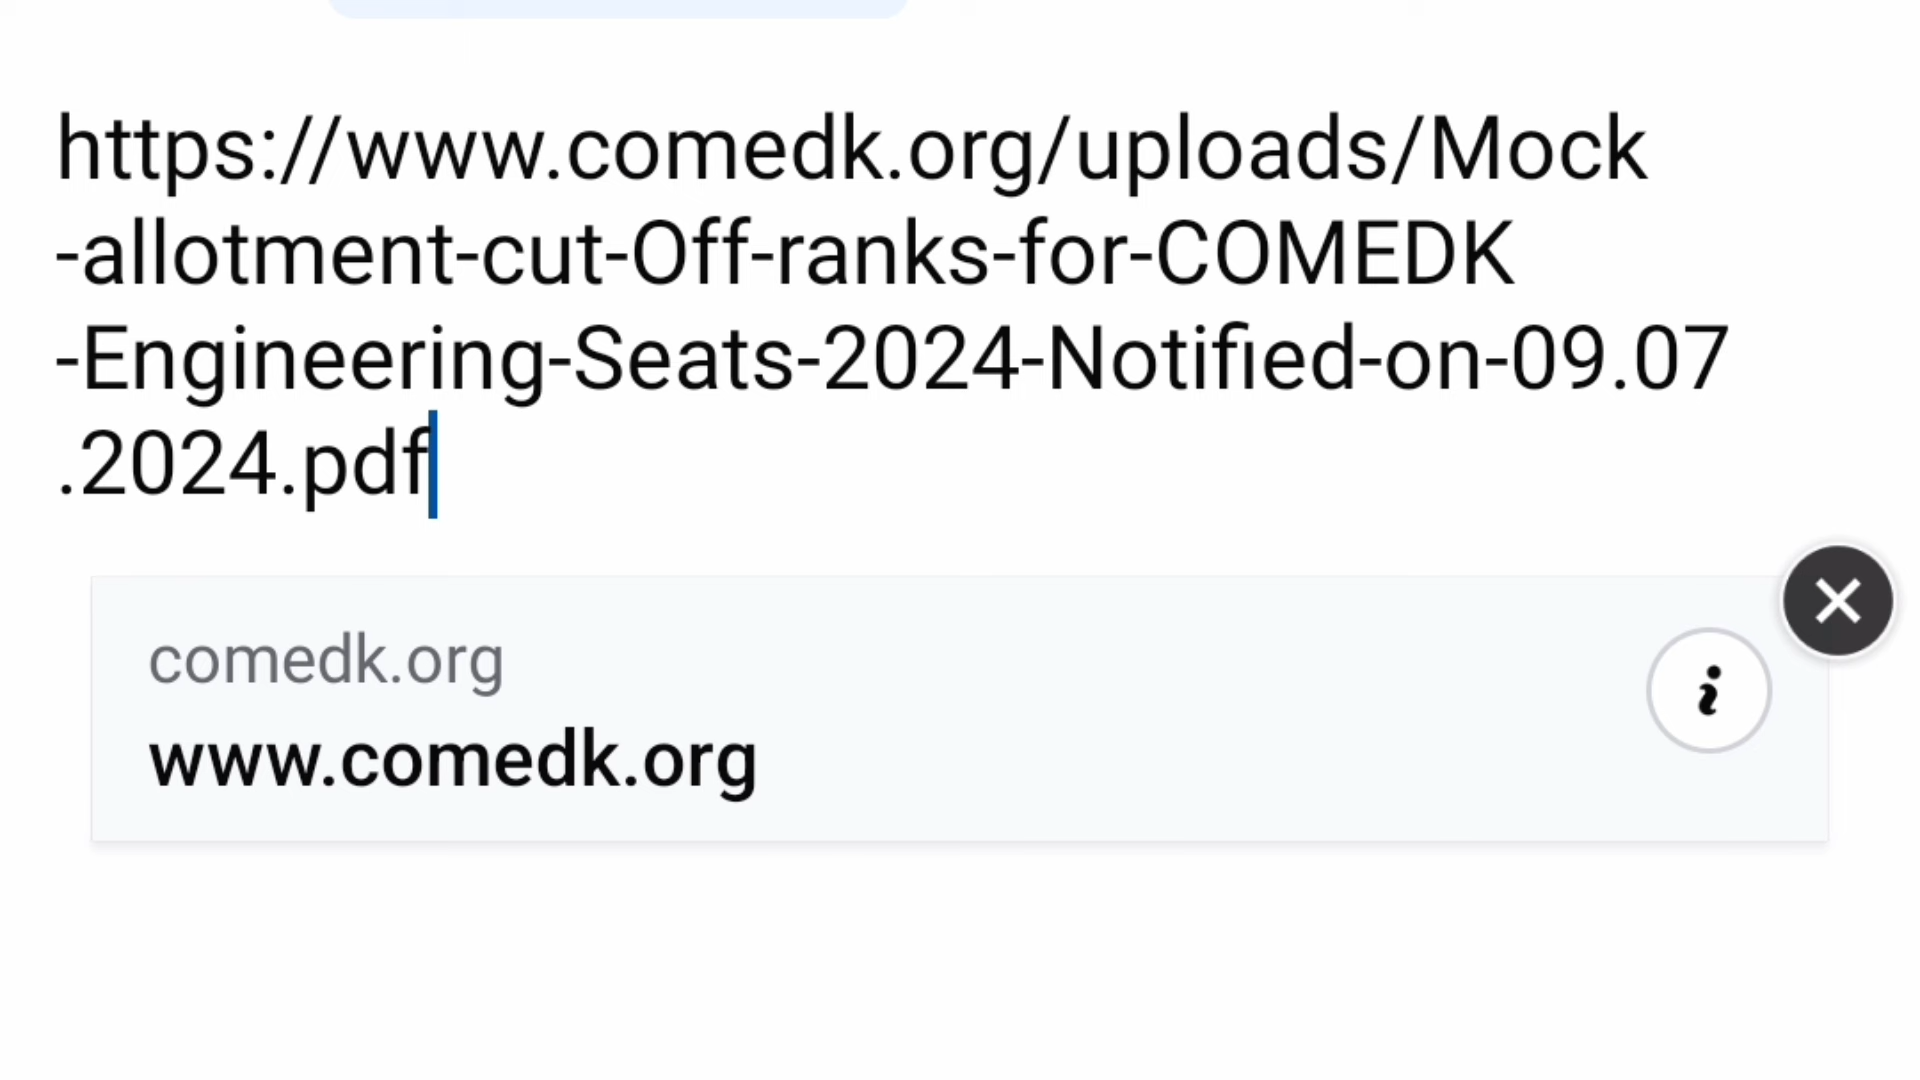 https://www.comedk.org/uploads/Mock
-allotment-cut-Off-ranks-for-COMEDK
-Engineering-Seats-2024-Notified-on-09.07
.2024.pdf
comedk.org
www.comedk.org
i